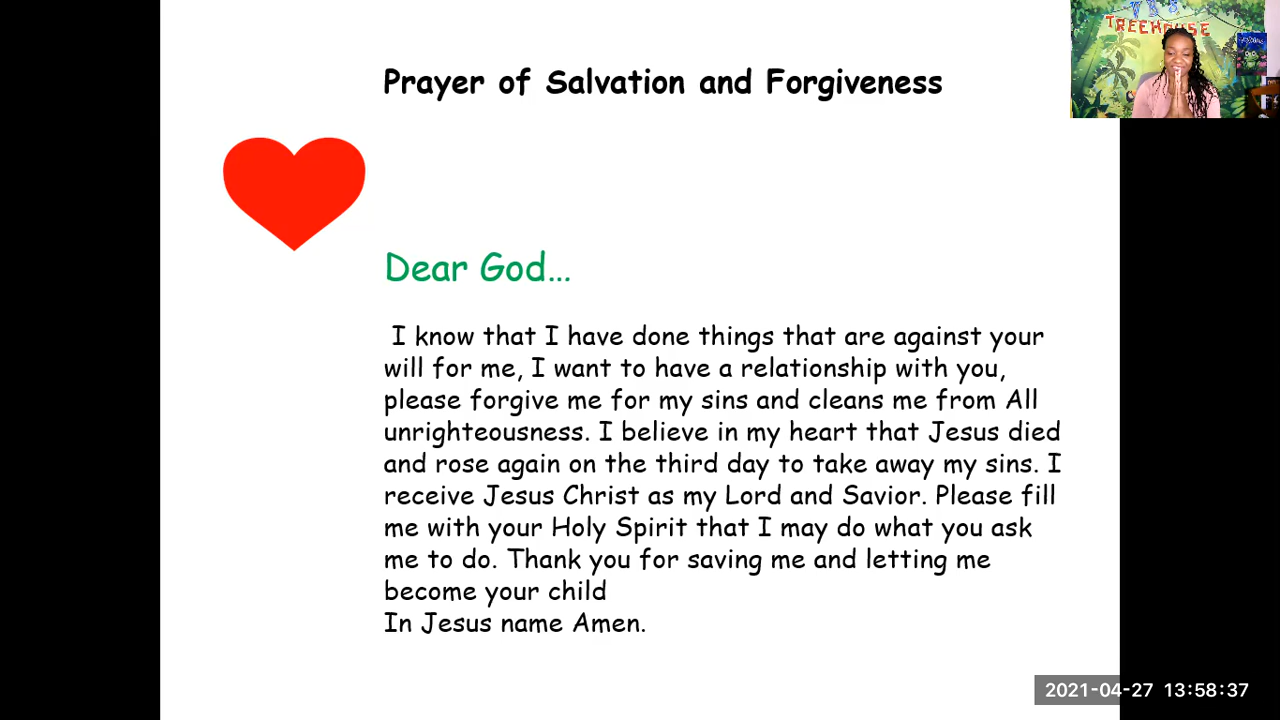 TREEHOUSE
Prayer of Salvation and Forgiveness
Dear God...
I know that I have done things that are against your
will for me, I want to have a relationship with you,
please forgive me for my sins and cleans me from All
unrighteousness. I believe in my heart that Jesus died
and rose again on the third day to take away my sins. I
receive Jesus Christ as my Lord and Savior. Please fill
me with your Holy Spirit that I may do what you ask
me to do. Thank you for saving me and letting me
become your child
In Jesus name Amen.
2021-04-27 13:58:37